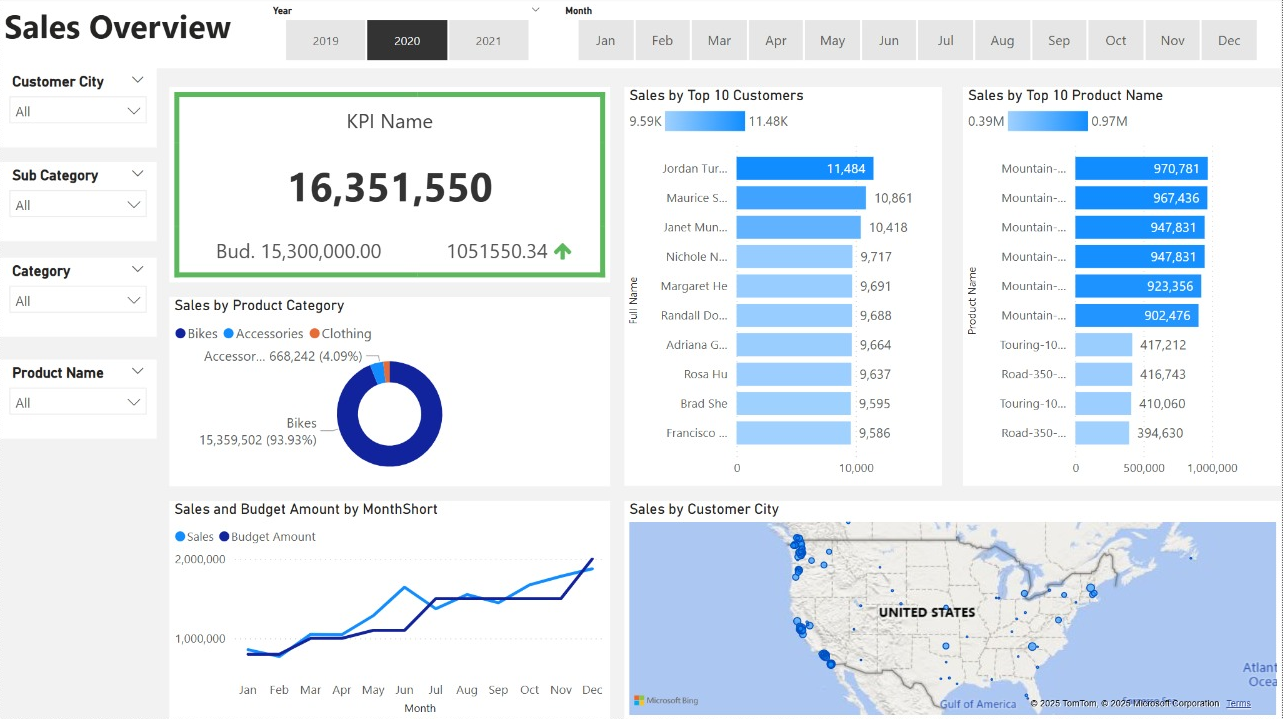 Sales Overview
Year
2019 2020 2021
Month
Jan Feb Mar Apr May Jun Jul Aug Sep Oct Nov Dec
Customer City
All
Sub Category
All
Category
All
Product Name
All
KPI Name
16,351,550
Bud. 15,300,000.00 1051550.34
Sales by Product Category
Bikes Accessories Clothing
Accessor... 668,242 (4.09%)
Bikes
15,359,502 (93.93%)
Sales by Top 10 Customers
9.59K 11.48K
Full Name
Jordan Tur... 11,484
Maurice S... 10,861
Janet Mun... 10,418
Nichole N... 9,717
Margaret He 9,691
Randall Do... 9,688
Adriana G... 9,664
Rosa Hu 9,637
Brad She 9,595
Francisco ... 9,586
0 10,000
Sales by Top 10 Product Name
0.39M 0.97M
Product Name
Mountain-... 970,781
Mountain-... 967,436
Mountain-... 947,831
Mountain-... 947,831
Mountain-... 923,356
Mountain-... 902,476
Touring-10... 417,212
Road-350-... 416,743
Touring-10... 410,060
Road-350-... 394,630
0 500,000 1,000,000
Sales and Budget Amount by MonthShort
Sales Budget Amount
2,000,000
1,000,000
Jan Feb Mar Apr May Jun Jul Aug Sep Oct Nov Dec
Month
Sales by Customer City
UNITED STATES
Atlant
Ocea
Gulf of America
Microsoft Bing
© 2025 TomTom, © 2025 Microsoft Corporation Terms